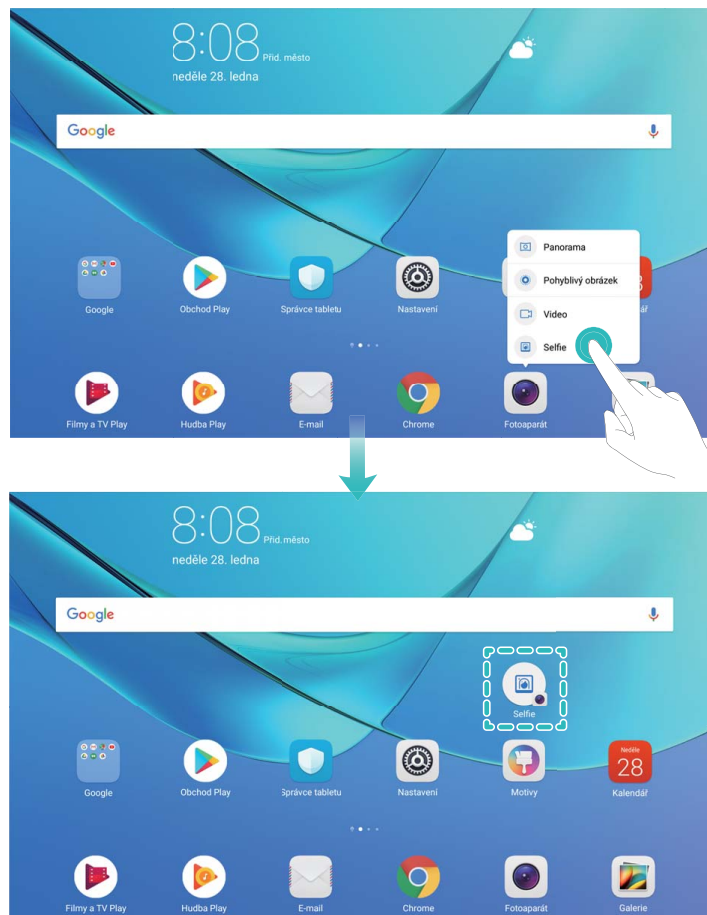 8:08 Přid. město
neděle 28. ledna
Google
Panorama
Pohyblivý obrázek
Video
Selfie
Google
Obchod Play
Správce tabletu
Nastavení
ář
Filmy a TV Play
Hudba Play
E-mail
Chrome
Fotoaparát
8:08 Přid. město
neděle 28. ledna
Google
Selfie
Neděle
28
Google
Obchod Play
Správce tabletu
Nastavení
Motivy
Kalendář
Filmy a TV Play
Hudba Play
E-mail
Chrome
Fotoaparát
Galerie